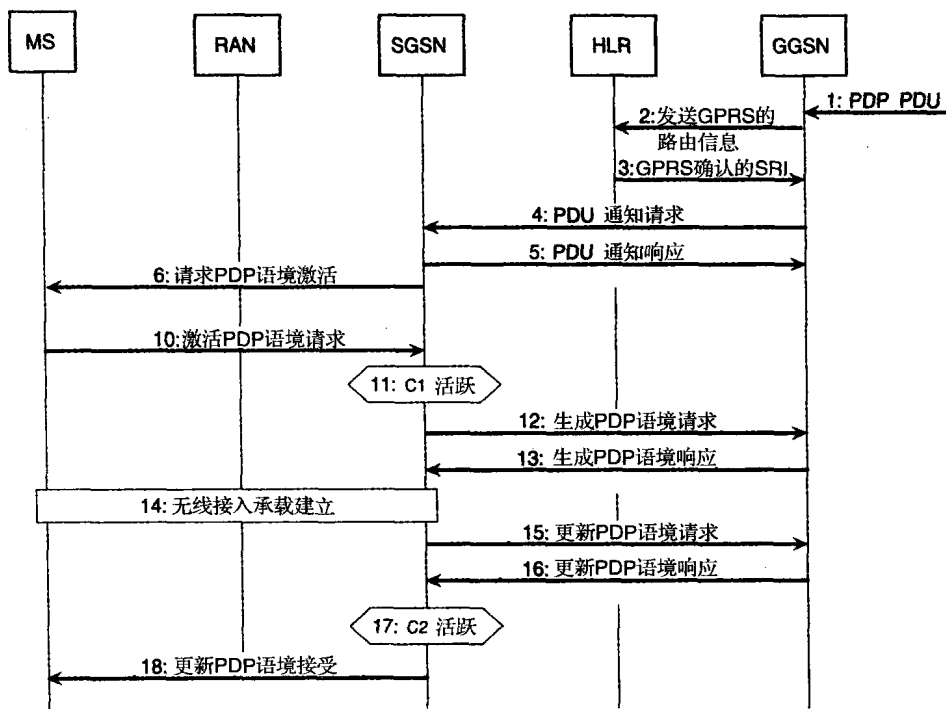 MS
RAN
SGSN
HLR
GGSN
1: PDP PDU
2:发送GPRS的
路由信息
3:GPRS确认的SRI
4: PDU 通知请求
5: PDU 通知响应
6: 请求PDP语境激活
10:激活PDP语境请求
11: C1 活跃
12: 生成PDP语境请求
13: 生成PDP语境响应
14: 无线接入承载建立
15: 更新PDP语境请求
16: 更新PDP语境响应
17: C2 活跃
18: 更新PDP语境接受